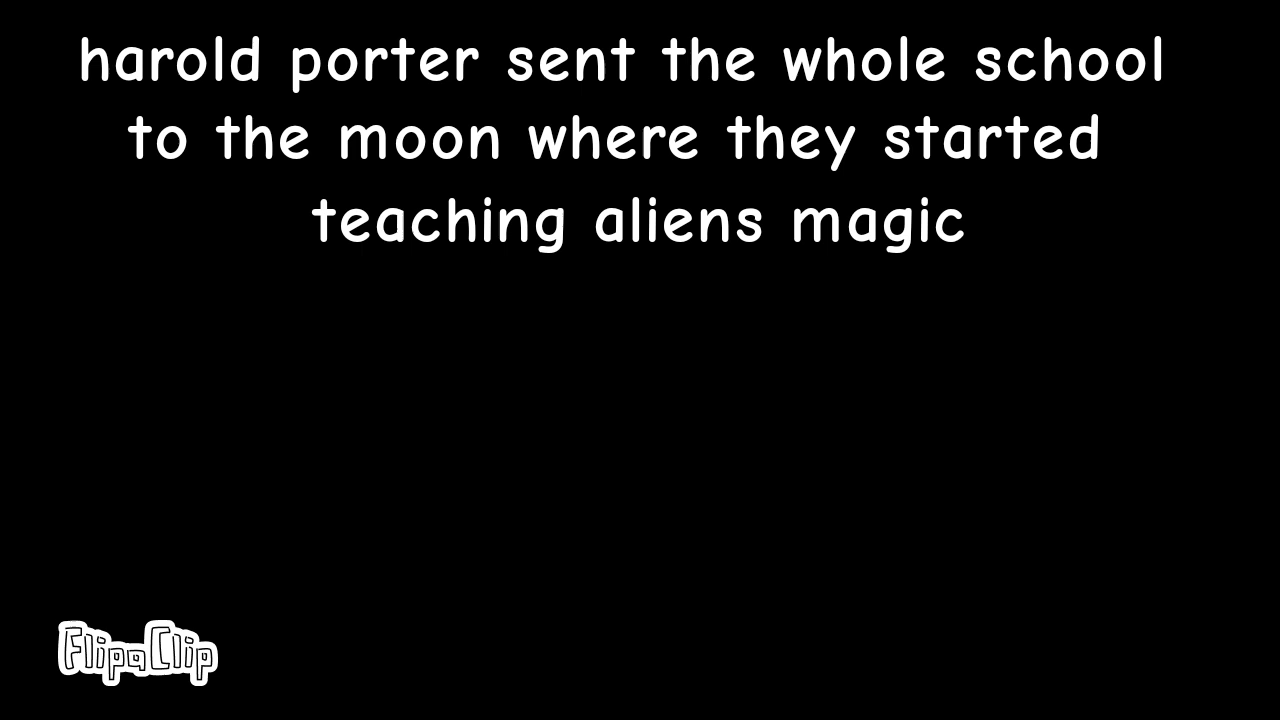 harold porter sent the whole school
to the moon where they started
teaching aliens magic
FlipaClip